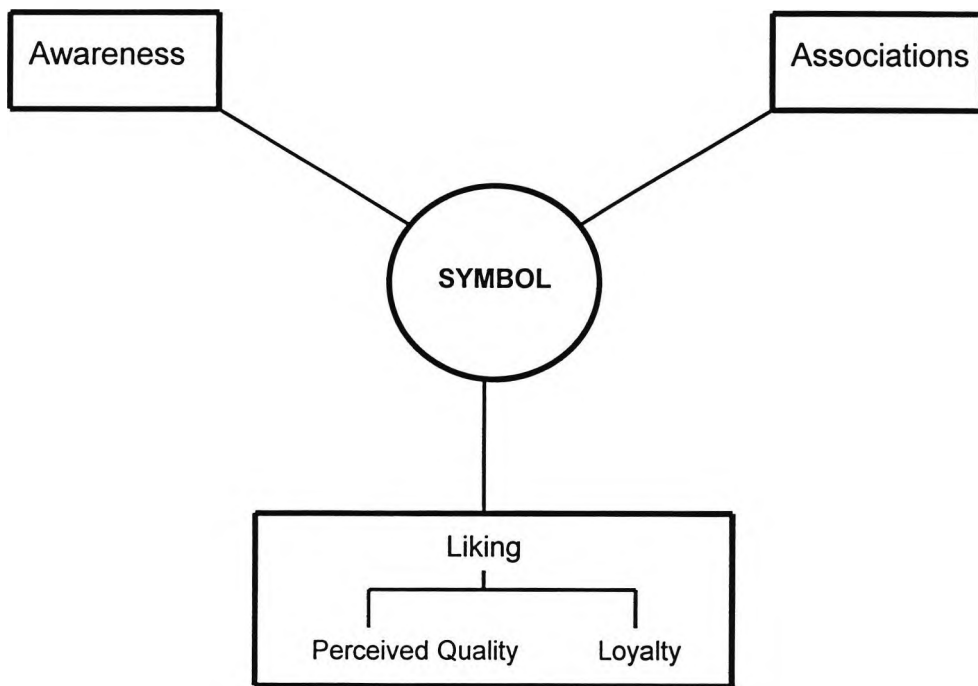 Awareness
Associations
SYMBOL
Liking
Perceived Quality
Loyalty